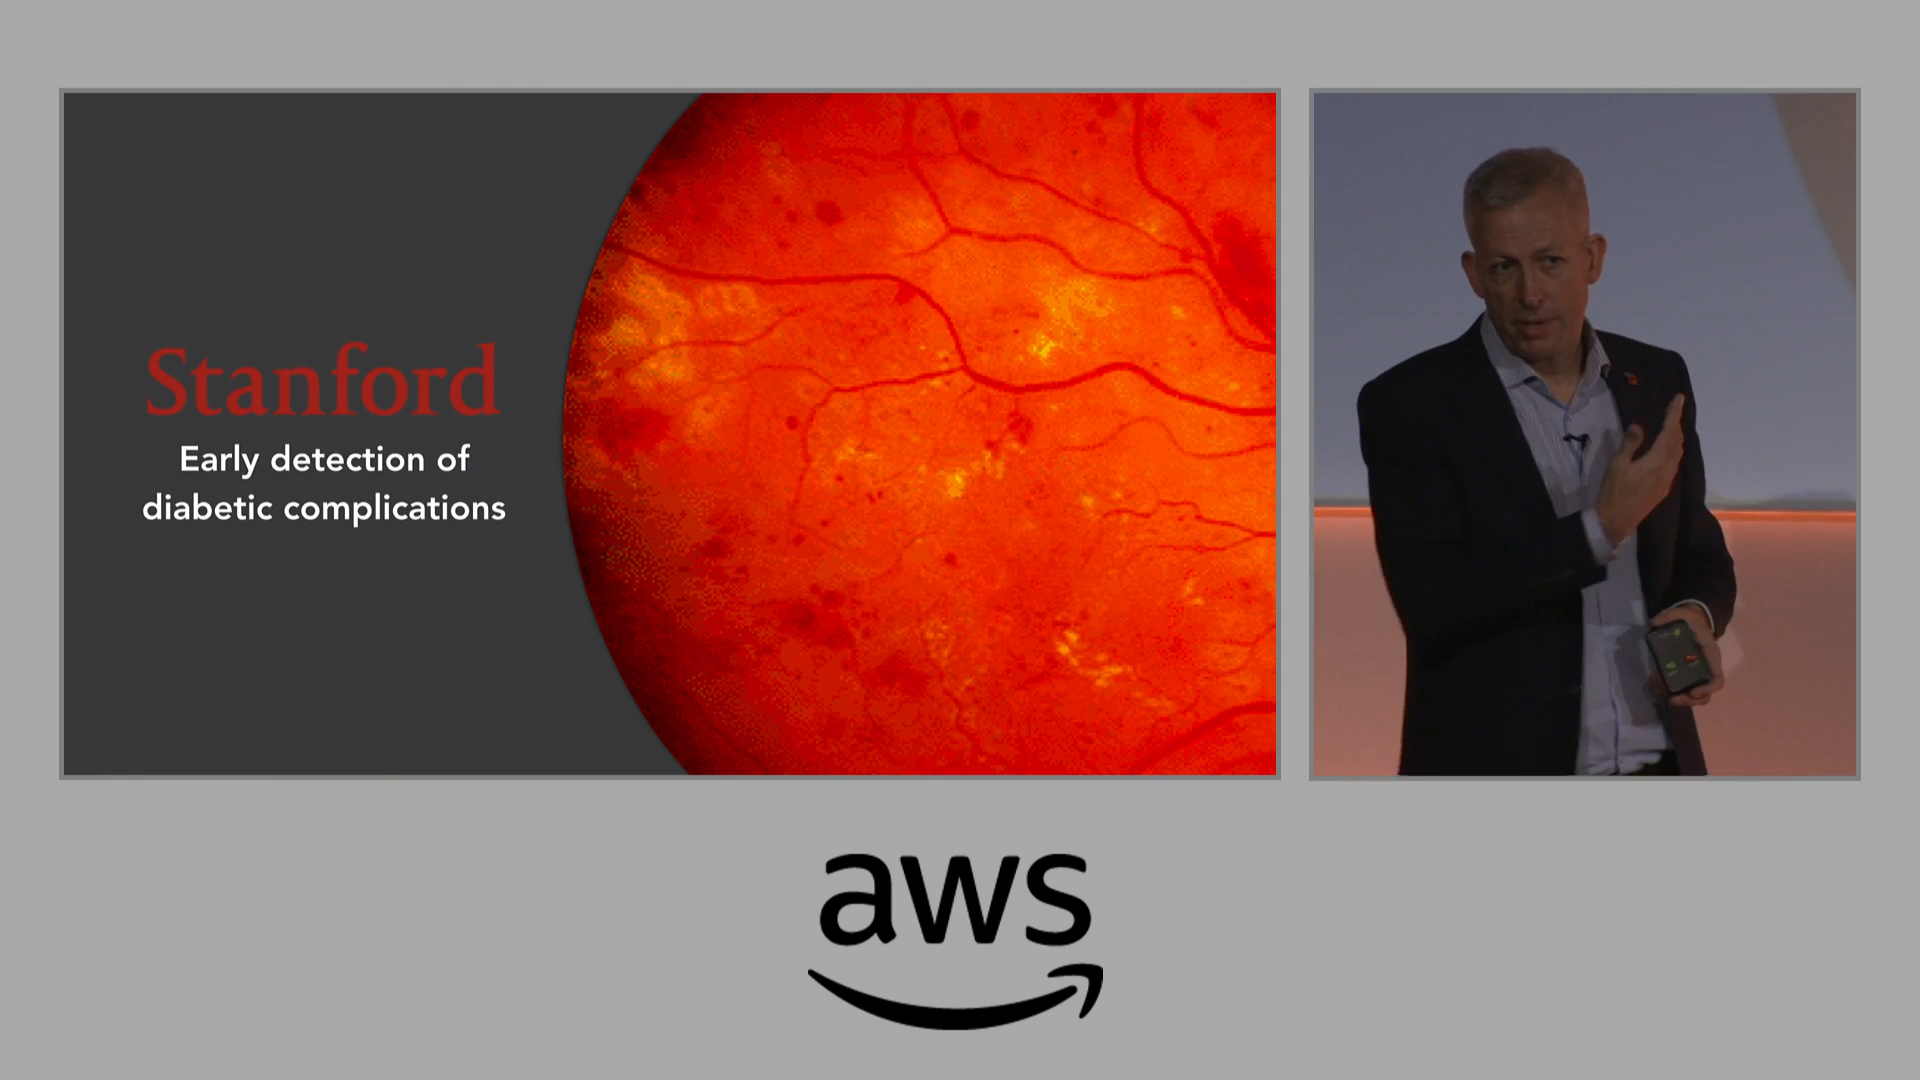 Stanford
Early detection of
diabetic complications
aws